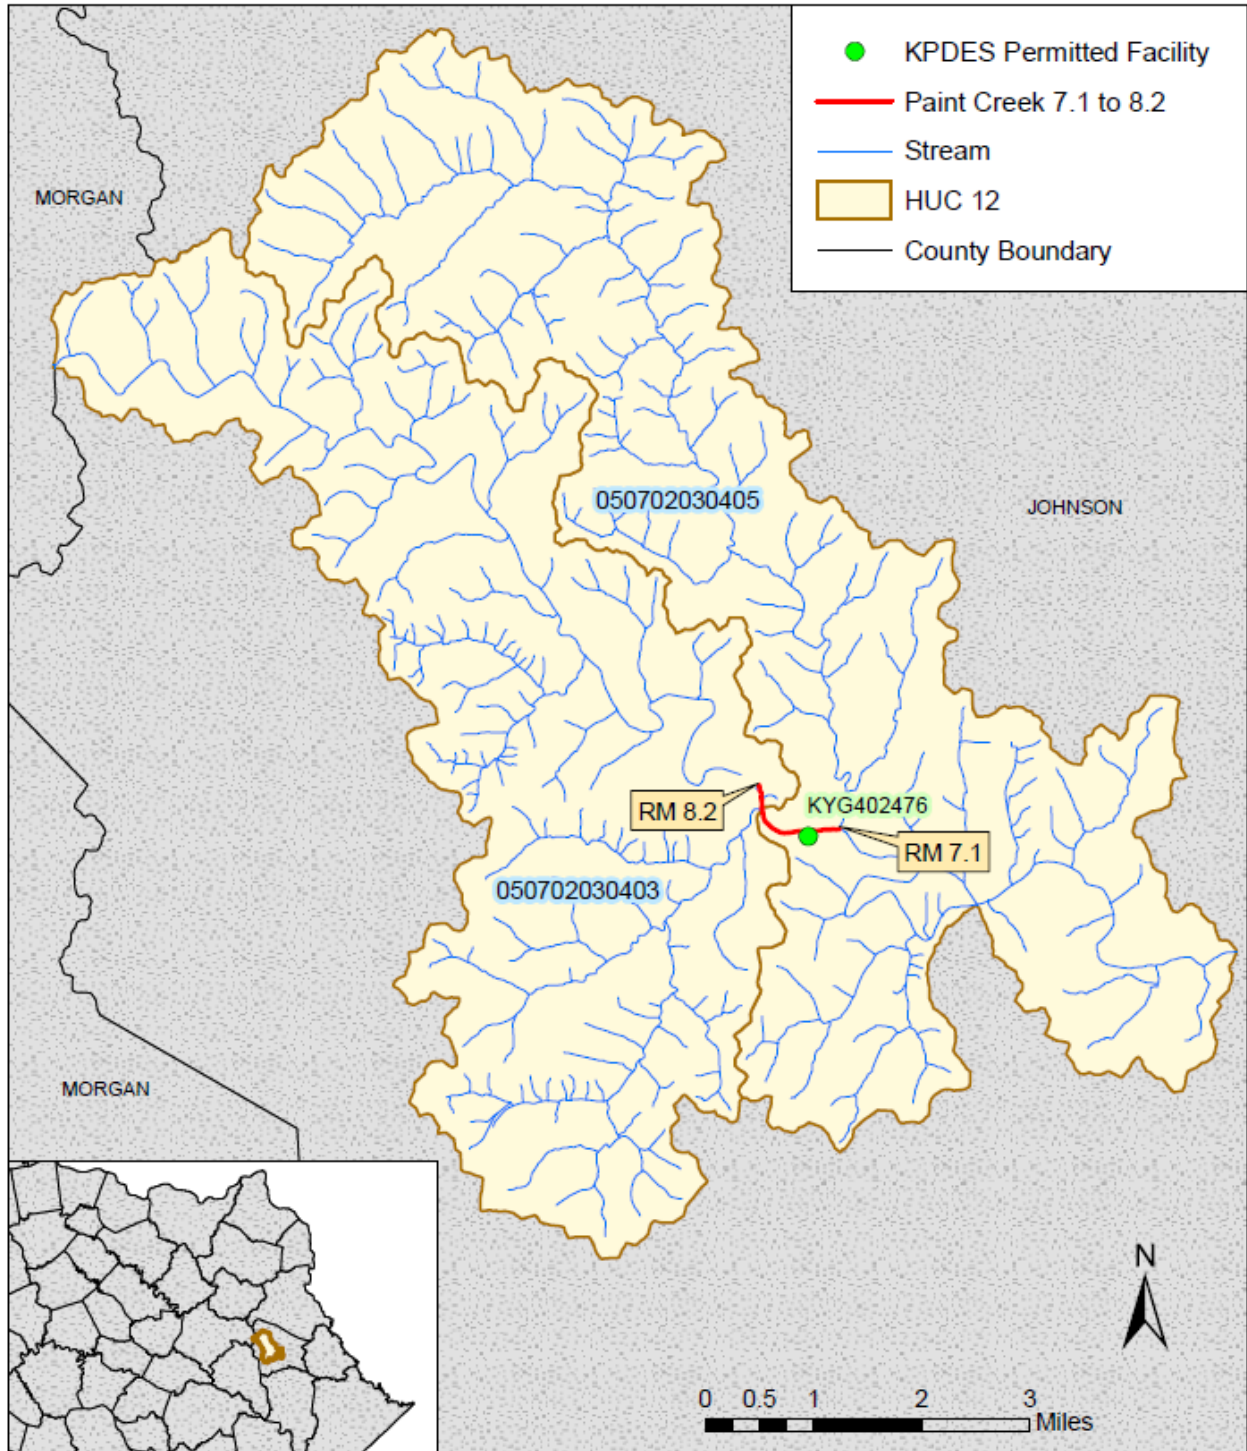 KPDES Permitted Facility
Paint Creek 7.1 to 8.2
Stream
HUC 12
County Boundary
MORGAN
050702030405
JOHNSON
RM 8.2
KYG402476
RM 7.1
050702030403
MORGAN
N
0 0.5 1 2 3
Miles